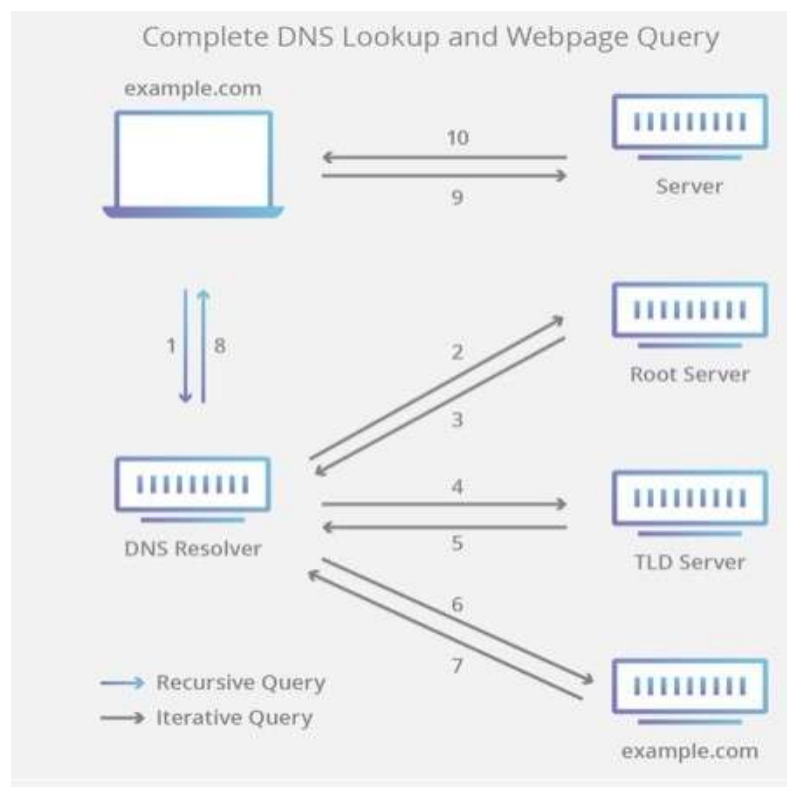 Complete DNS Lookup and Webpage Query
example.com
10
9
Server
1
8
2
3
Root Server
DNS Resolver
4
5
TLD Server
6
7
example.com
Recursive Query
Iterative Query